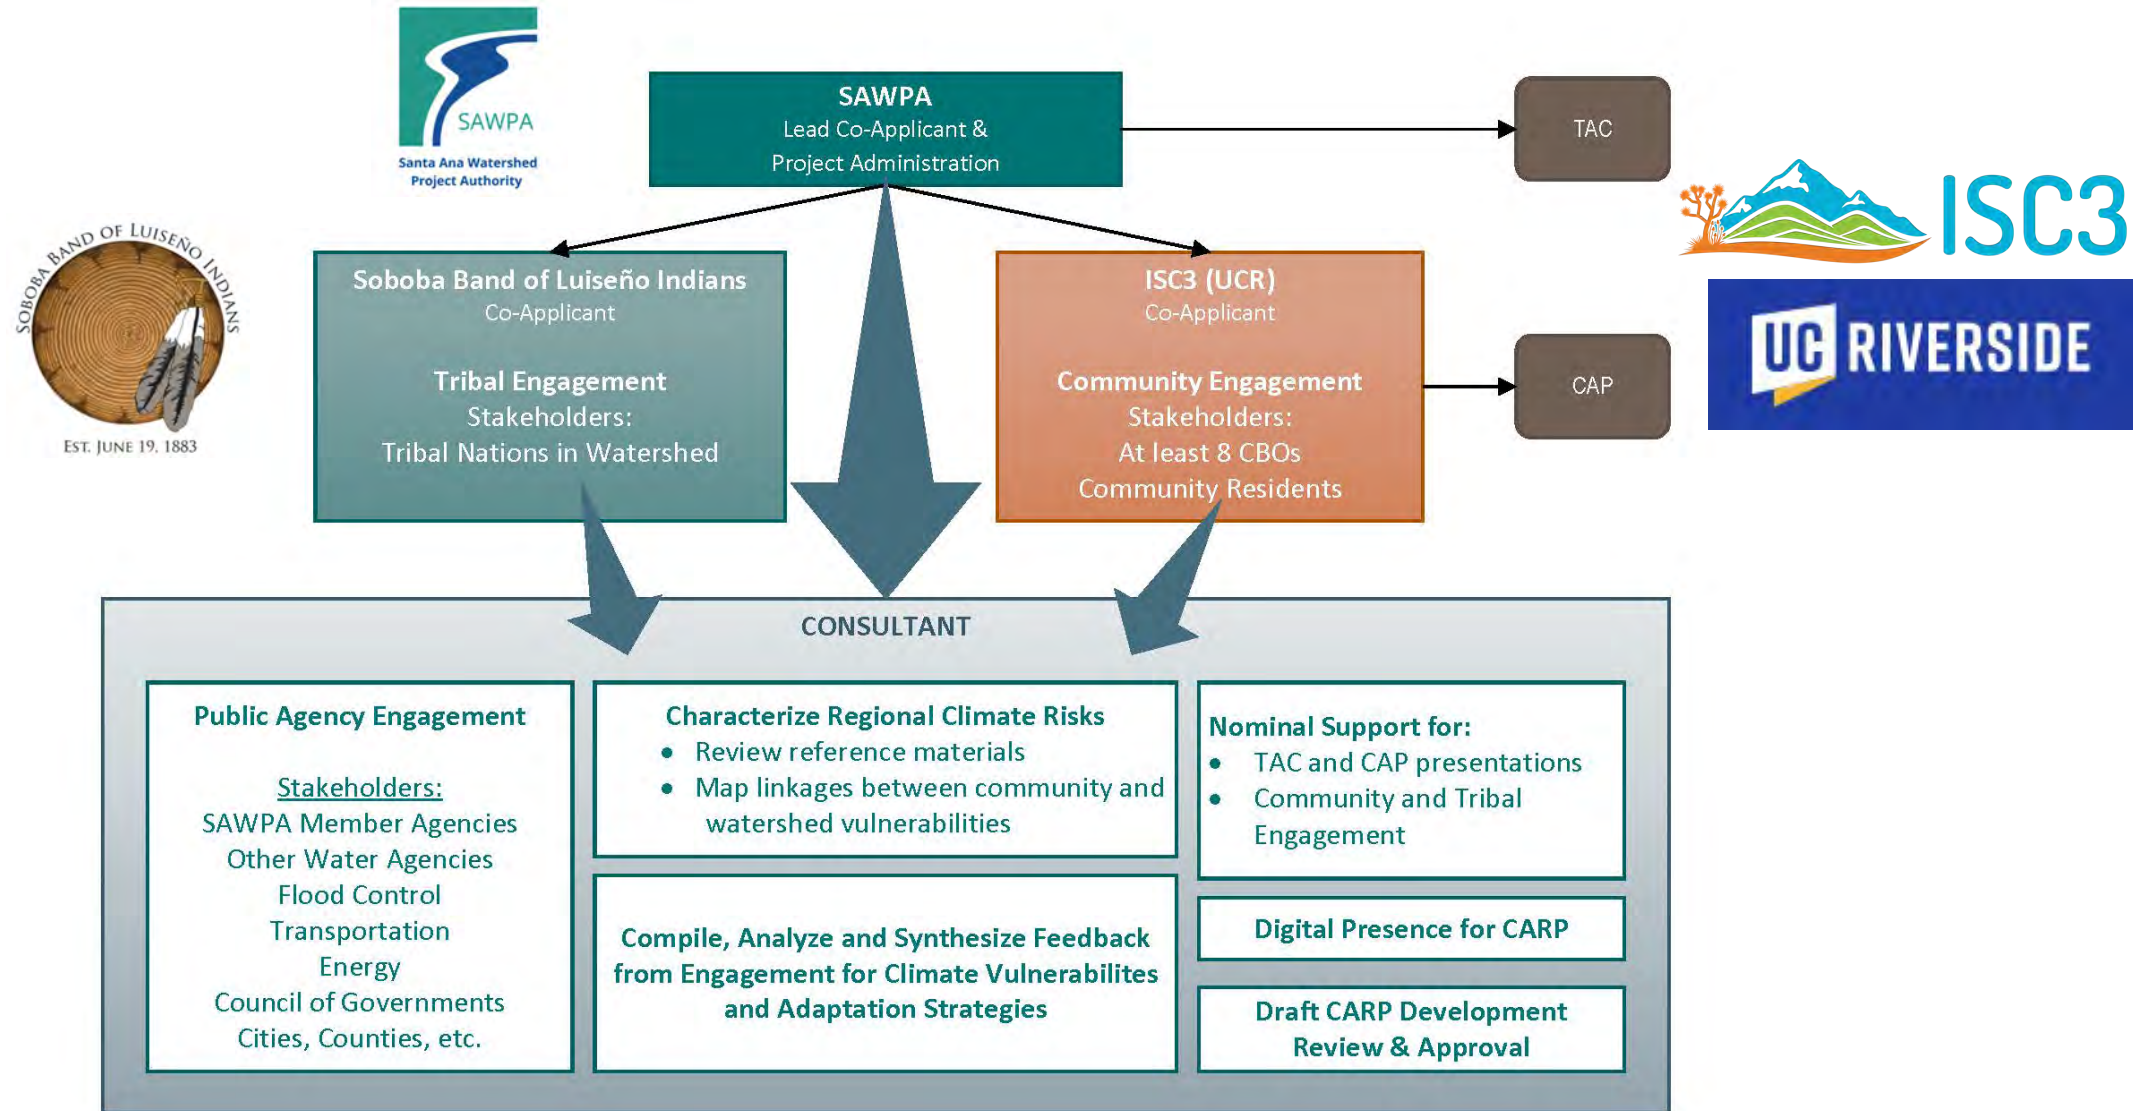 SAWPA
Santa Ana Watershed
Project Authority
SAWPA
Lead Co-Applicant &
Project Administration
TAC
ISC3
UC RIVERSIDE
SOBOBA BAND OF LUISEÑO INDIANS
EST. JUNE 19, 1883
Soboba Band of Luiseño Indians
Co-Applicant
Tribal Engagement
Stakeholders:
Tribal Nations in Watershed
ISC3 (UCR)
Co-Applicant
Community Engagement
Stakeholders:
At least 8 CBOs
Community Residents
CAP
CONSULTANT
Public Agency Engagement
Stakeholders:
SAWPA Member Agencies
Other Water Agencies
Flood Control
Transportation
Energy
Council of Governments
Cities, Counties, etc.
Characterize Regional Climate Risks
• Review reference materials
• Map linkages between community and
watershed vulnerabilities
Compile, Analyze and Synthesize Feedback
from Engagement for Climate Vulnerabilites
and Adaptation Strategies
Nominal Support for:
• TAC and CAP presentations
• Community and Tribal
Engagement
Digital Presence for CARP
Draft CARP Development
Review & Approval